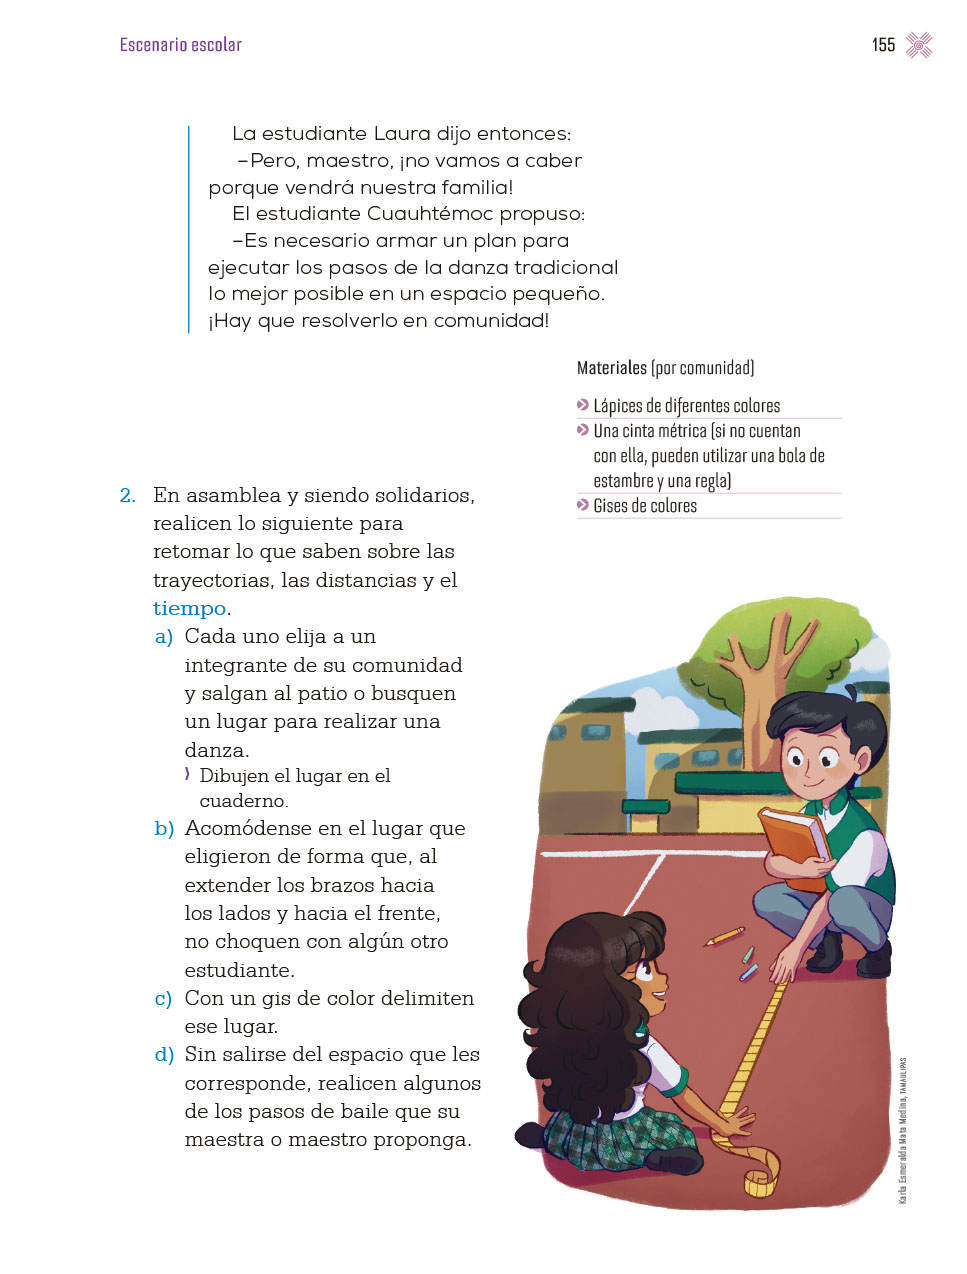 Escenario escolar
155
La estudiante Laura dijo entonces:
–Pero, maestro, ¡no vamos a caber
porque vendrá nuestra familia!
El estudiante Cuauhtémoc propuso:
–Es necesario armar un plan para
ejecutar los pasos de la danza tradicional
lo mejor posible en un espacio pequeño.
¡Hay que resolverlo en comunidad!
Materiales (por comunidad)
Lápices de diferentes colores
Una cinta métrica (si no cuentan
con ella, pueden utilizar una bola de
estambre y una regla)
Gises de colores
2. En asamblea y siendo solidarios,
realicen lo siguiente para
retomar lo que saben sobre las
trayectorias, las distancias y el
tiempo.
a) Cada uno elija a un
integrante de su comunidad
y salgan al patio o busquen
un lugar para realizar una
danza.
Dibujen el lugar en el
cuaderno.
b) Acomódense en el lugar que
eligieron de forma que, al
extender los brazos hacia
los lados y hacia el frente,
no choquen con algún otro
estudiante.
c) Con un gis de color delimiten
ese lugar.
d) Sin salirse del espacio que les
corresponde, realicen algunos
de los pasos de baile que su
maestra o maestro proponga.
Karla Esmeralda Mata Medina, TAMAULIPAS